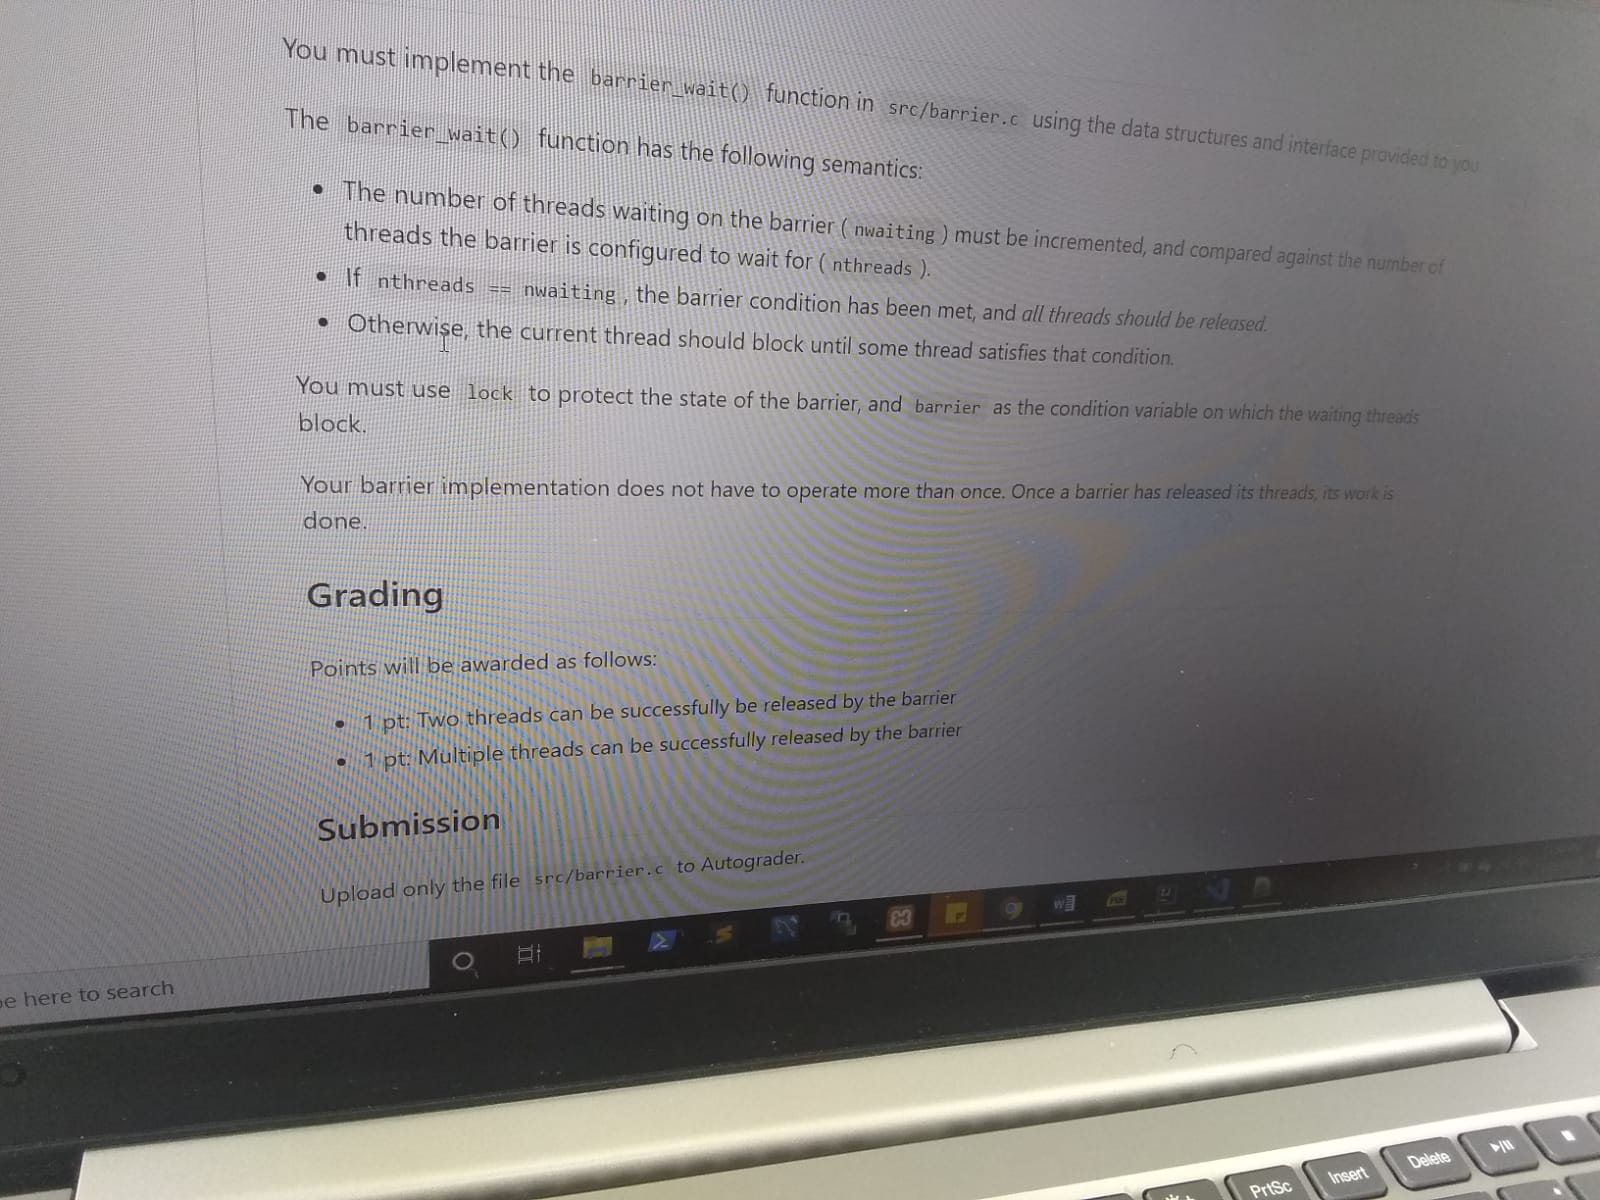 You must implement the barrier_wait() function in src/barrier.c using the data structures and interface provided to you.
The barrier_wait() function has the following semantics:
• The number of threads waiting on the barrier ( nwaiting ) must be incremented, and compared against the number of
threads the barrier is configured to wait for ( nthreads ).
• If nthreads == nwaiting , the barrier condition has been met, and all threads should be released.
• Otherwise, the current thread should block until some thread satisfies that condition.
You must use lock to protect the state of the barrier, and barrier as the condition variable on which the waiting threads
block.
Your barrier implementation does not have to operate more than once. Once a barrier has released its threads, its work is
done.
Grading
Points will be awarded as follows:
• 1 pt: Two threads can be successfully be released by the barrier
• 1 pt: Multiple threads can be successfully released by the barrier
Submission
Upload only the file src/barrier.c to Autograder.
e here to search
PrtSc
Insert
Delete